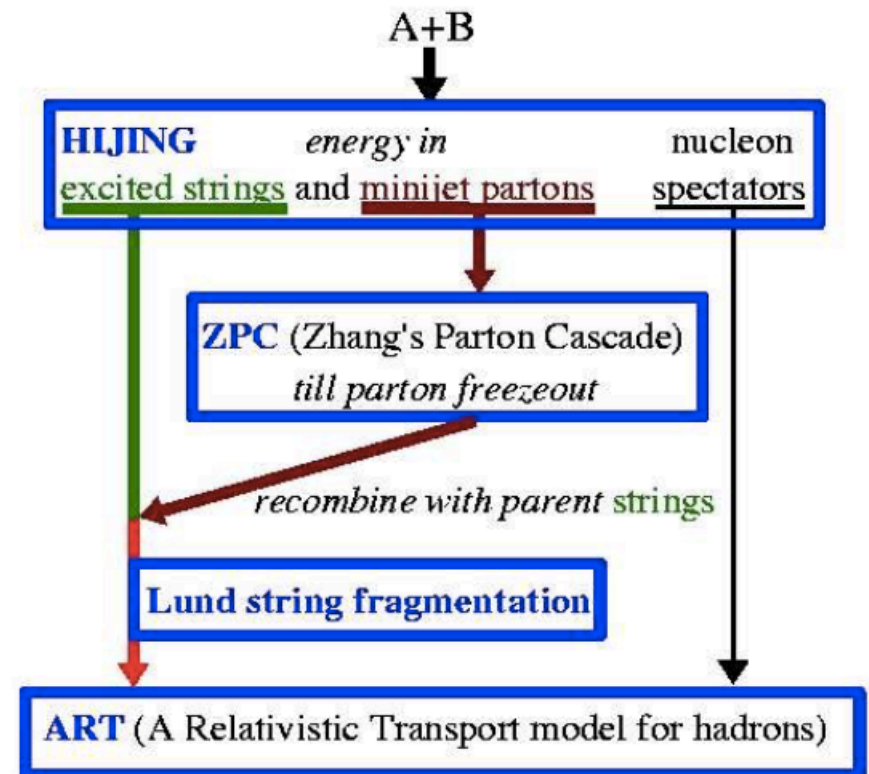 A+B
HIJING energy in nucleon
excited strings and minijet partons spectators
ZPC (Zhang's Parton Cascade)
till parton freezeout
recombine with parent strings
Lund string fragmentation
ART (A Relativistic Transport model for hadrons)